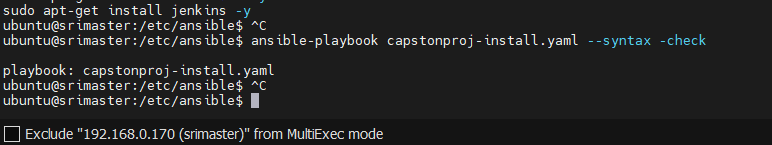 sudo apt-get install jenkins -y
ubuntu@srimaster:/etc/ansible$ ^C
ubuntu@srimaster:/etc/ansible$ ansible-playbook capstonproj-install.yaml --syntax -check
playbook: capstonproj-install.yaml
ubuntu@srimaster:/etc/ansible$ ^C
ubuntu@srimaster:/etc/ansible$
Exclude "192.168.0.170 (srimaster)" from MultiExec mode